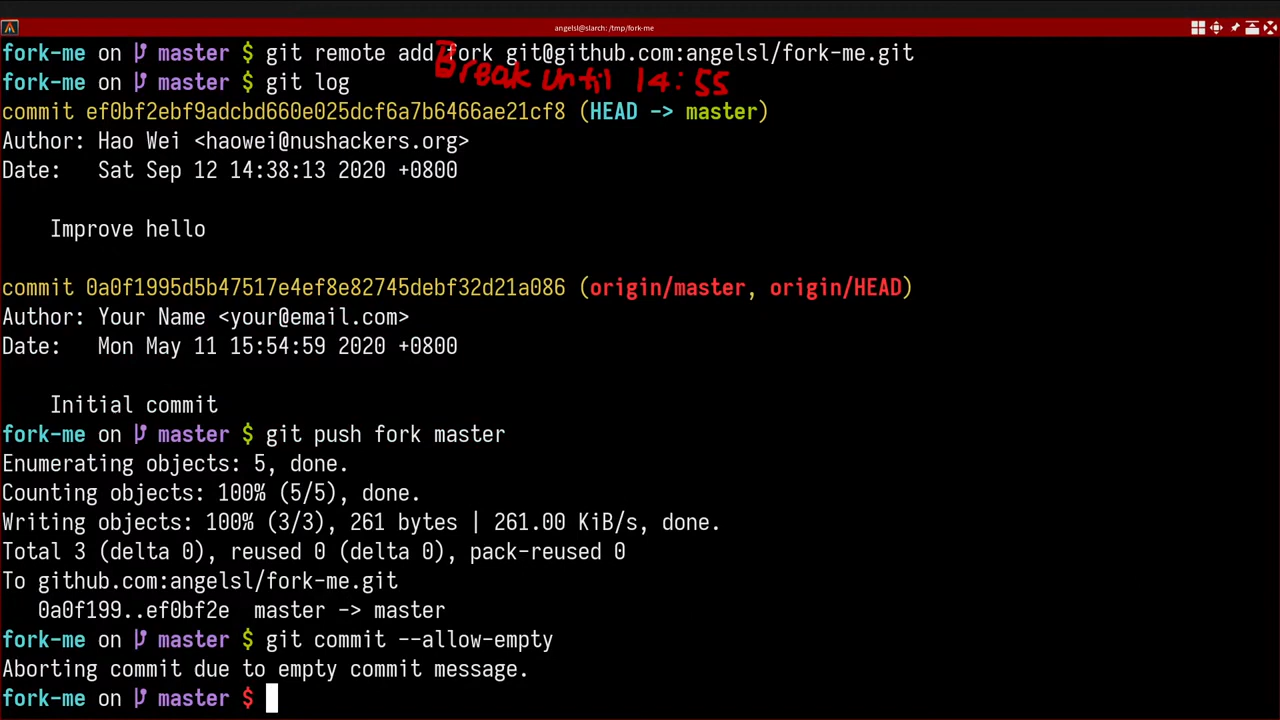 angelsl@slarch: /tmp/fork-me
fork-me on master $ git remote add fork git@github.com:angelsl/fork-me.git
Break until 14:55
fork-me on master $ git log
commit ef0bf2ebf9adcbd660e025dcf6a7b6466ae21cf8 (HEAD -> master)
Author: Hao Wei <haowei@nushackers.org>
Date:   Sat Sep 12 14:38:13 2020 +0800
Improve hello
commit 0a0f1995d5b47517e4ef8e82745debf32d21a086 (origin/master, origin/HEAD)
Author: Your Name <your@email.com>
Date:   Mon May 11 15:54:59 2020 +0800
Initial commit
fork-me on master $ git push fork master
Enumerating objects: 5, done.
Counting objects: 100% (5/5), done.
Writing objects: 100% (3/3), 261 bytes | 261.00 KiB/s, done.
Total 3 (delta 0), reused 0 (delta 0), pack-reused 0
To github.com:angelsl/fork-me.git
0a0f199..ef0bf2e  master -> master
fork-me on master $ git commit --allow-empty
Aborting commit due to empty commit message.
fork-me on master $